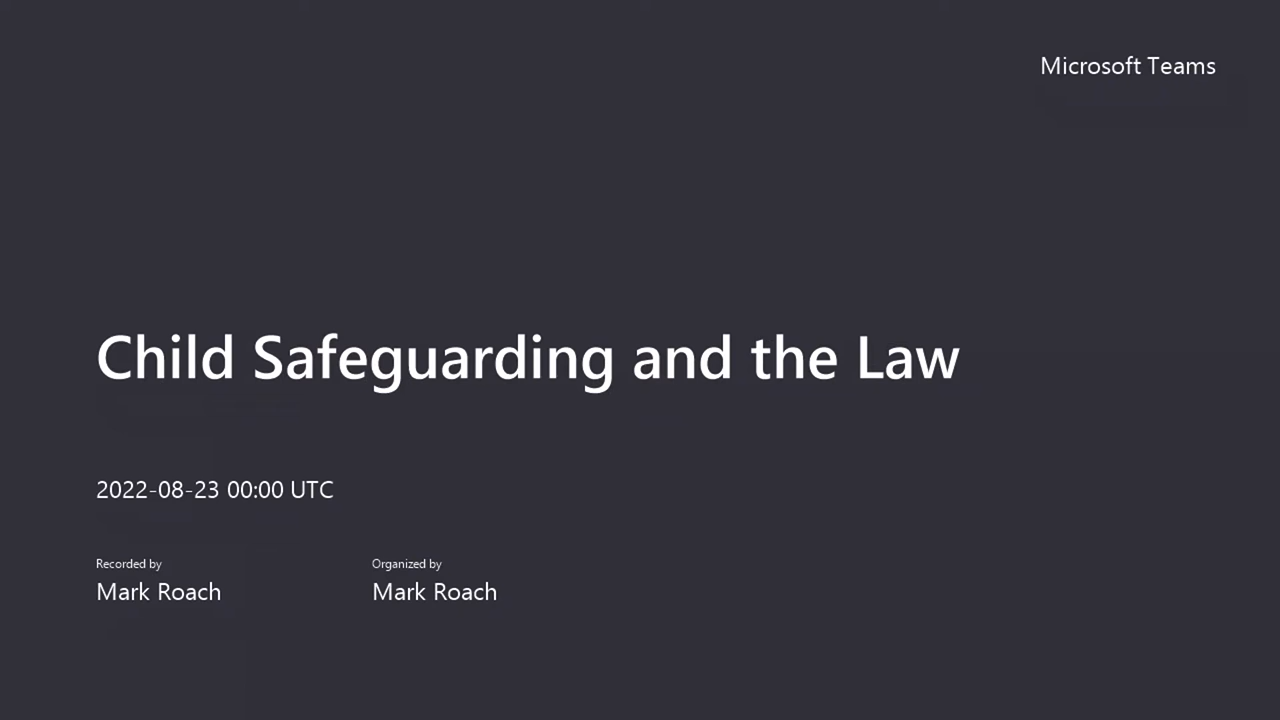 Microsoft Teams
Child Safeguarding and the Law
2022-08-23 00:00 UTC
Recorded by
Mark Roach
Organized by
Mark Roach